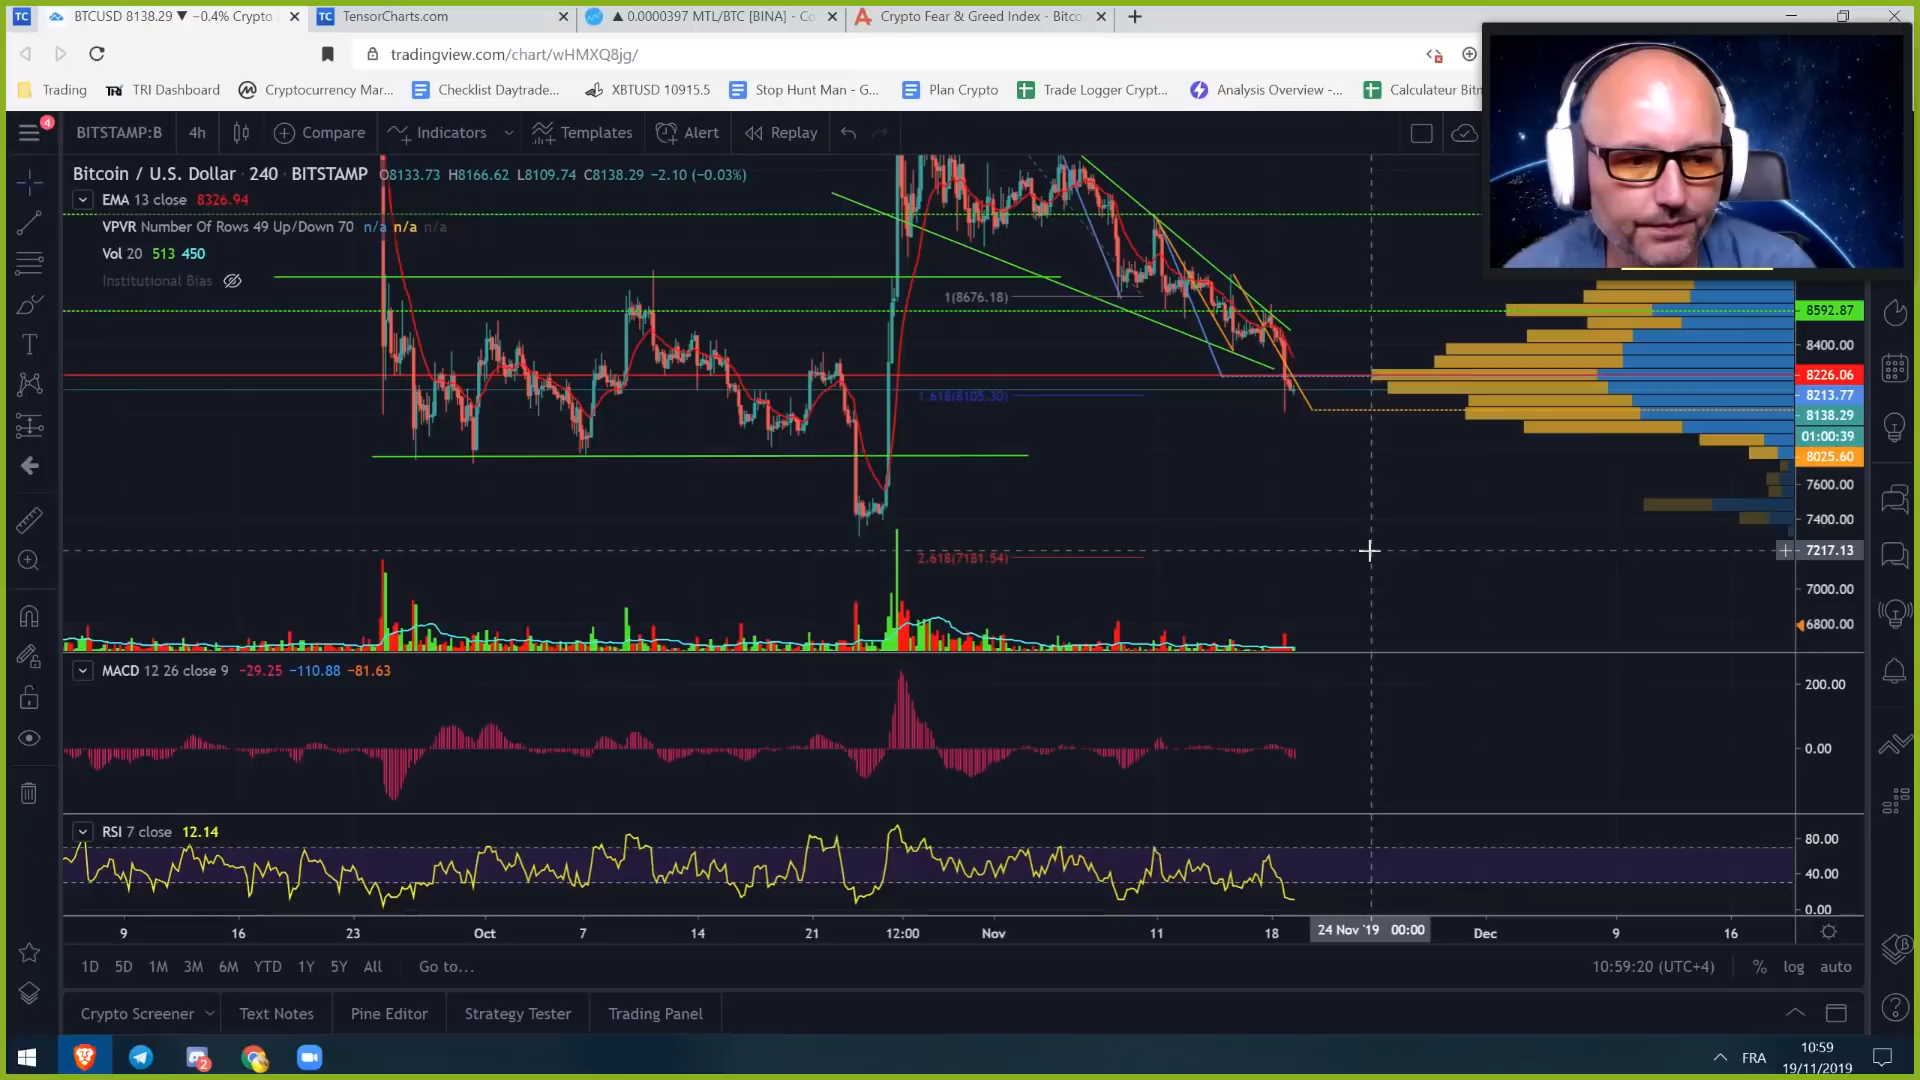 BTCUSD 8138.29 ▼ −0.4% Crypto
TensorCharts.com
▲ 0.0000397 MTL/BTC [BINA] - Co
Crypto Fear & Greed Index - Bitco
tradingview.com/chart/wHMXQ8jg/
Trading
TRI Dashboard
Cryptocurrency Mar...
Checklist Daytrade...
XBTUSD 10915.5
Stop Hunt Man - G...
Plan Crypto
Trade Logger Crypt...
Analysis Overview -...
Calculateur Bitm
4
BITSTAMP:B
4h
Compare
Indicators
Templates
Alert
Replay
Bitcoin / U.S. Dollar · 240 · BITSTAMP
O8133.73 H8166.62 L8109.74 C8138.29 −2.10 (−0.03%)
EMA 13 close 8326.94
VPVR Number Of Rows 49 Up/Down 70 n/a n/a n/a
Vol 20 513 450
Institutional Bias
1(8676.18)
1.618(8105.30)
2.618(7181.54)
8592.87
8400.00
8226.06
8213.77
8138.29
01:00:39
8025.60
7600.00
7400.00
7217.13
7000.00
6800.00
MACD 12 26 close 9 −29.25 −110.88 −81.63
200.00
0.00
RSI 7 close 12.14
80.00
40.00
0.00
9 16 23 Oct 7 14 21 12:00 Nov 11 18 24 Nov '19 00:00 Dec 9 16
1D 5D 1M 3M 6M YTD 1Y 5Y All Go to...
10:59:20 (UTC+4) % log auto
Crypto Screener
Text Notes
Pine Editor
Strategy Tester
Trading Panel
2
FRA
10:59
19/11/2019